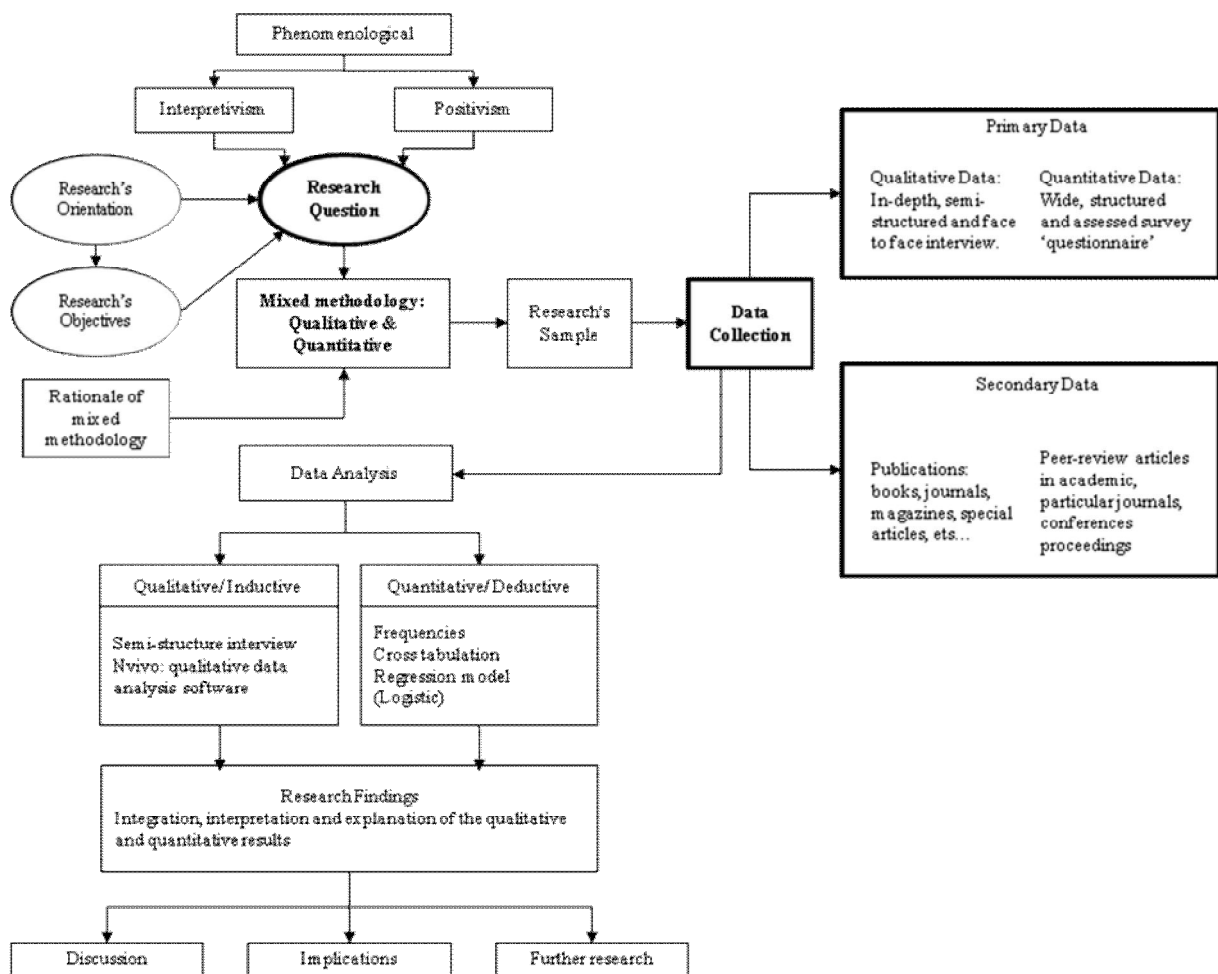 Phenomenological
Interpretivism
Positivism
Research's
Orientation
Research
Question
Research's
Objectives
Mixed methodology:
Qualitative &
Quantitative
Research's
Sample
Data
Collection
Rationale of
mixed
methodology
Primary Data
Qualitative Data:
In-depth, semi-
structured and face
to face interview.
Quantitative Data:
Wide, structured
and assessed survey
‘questionnaire’
Secondary Data
Publications:
books, journals,
magazines, special
articles, ets...
Peer-review articles
in academic,
particular journals,
conferences
proceedings
Data Analysis
Qualitative/ Inductive
Semi-structure interview
Nvivo: qualitative data
analysis software
Quantitative/ Deductive
Frequencies
Cross tabulation
Regression model
(Logistic)
Research Findings
Integration, interpretation and explanation of the qualitative
and quantitative results
Discussion
Implications
Further research